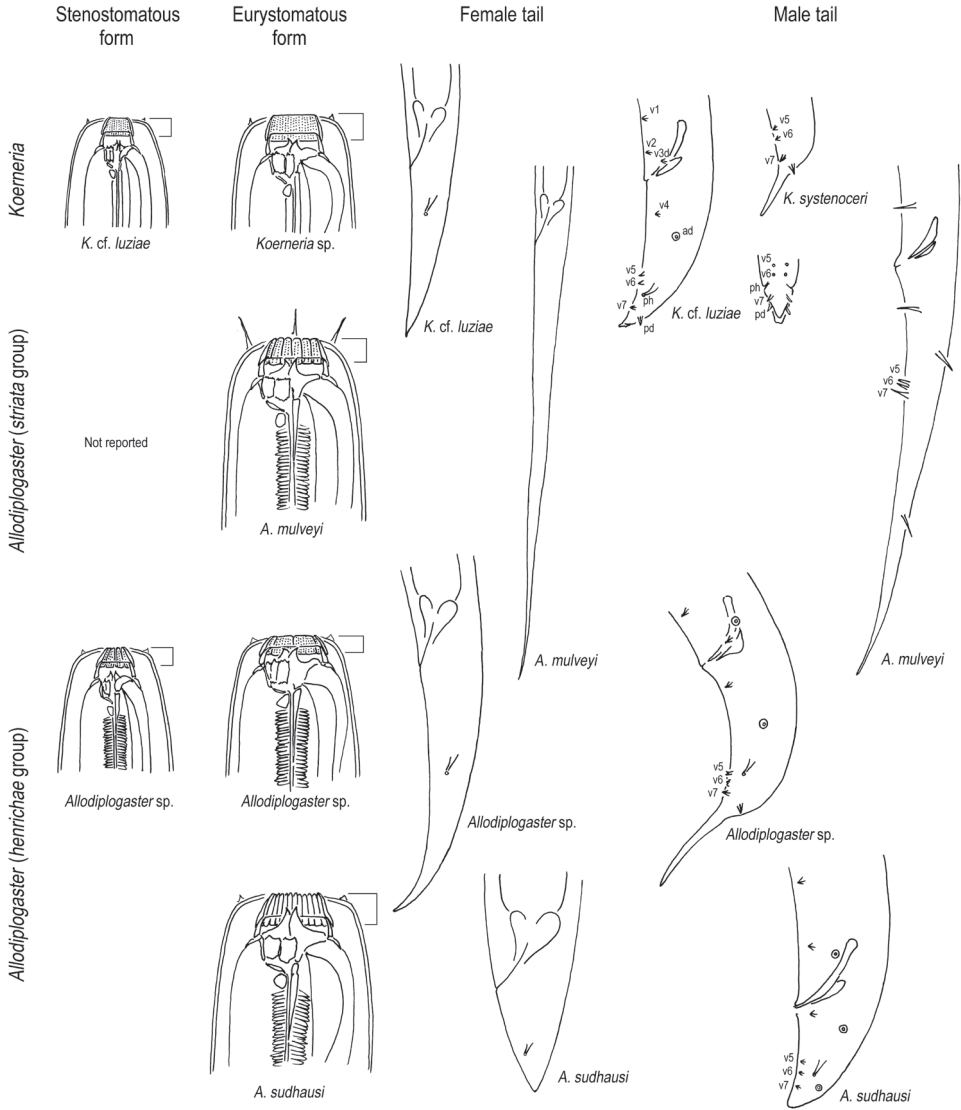 Stenostomatous
form
Eurystomatous
form
Female tail
Male tail
Koerneria
K. cf. luziae
Koerneria sp.
K. cf. luziae
v1
v2
v3d
v4
ad
v5
v6
ph
v7
pd
K. cf. luziae
v5
v6
v7
K. systenoceri
v5
v6
ph
v7
pd
Allodiplogaster (striata group)
Not reported
A. mulveyi
A. mulveyi
v5
v6
v7
A. mulveyi
Allodiplogaster (henrichae group)
Allodiplogaster sp.
Allodiplogaster sp.
Allodiplogaster sp.
v5
v6
v7
Allodiplogaster sp.
A. sudhausi
A. sudhausi
v5
v6
v7
A. sudhausi